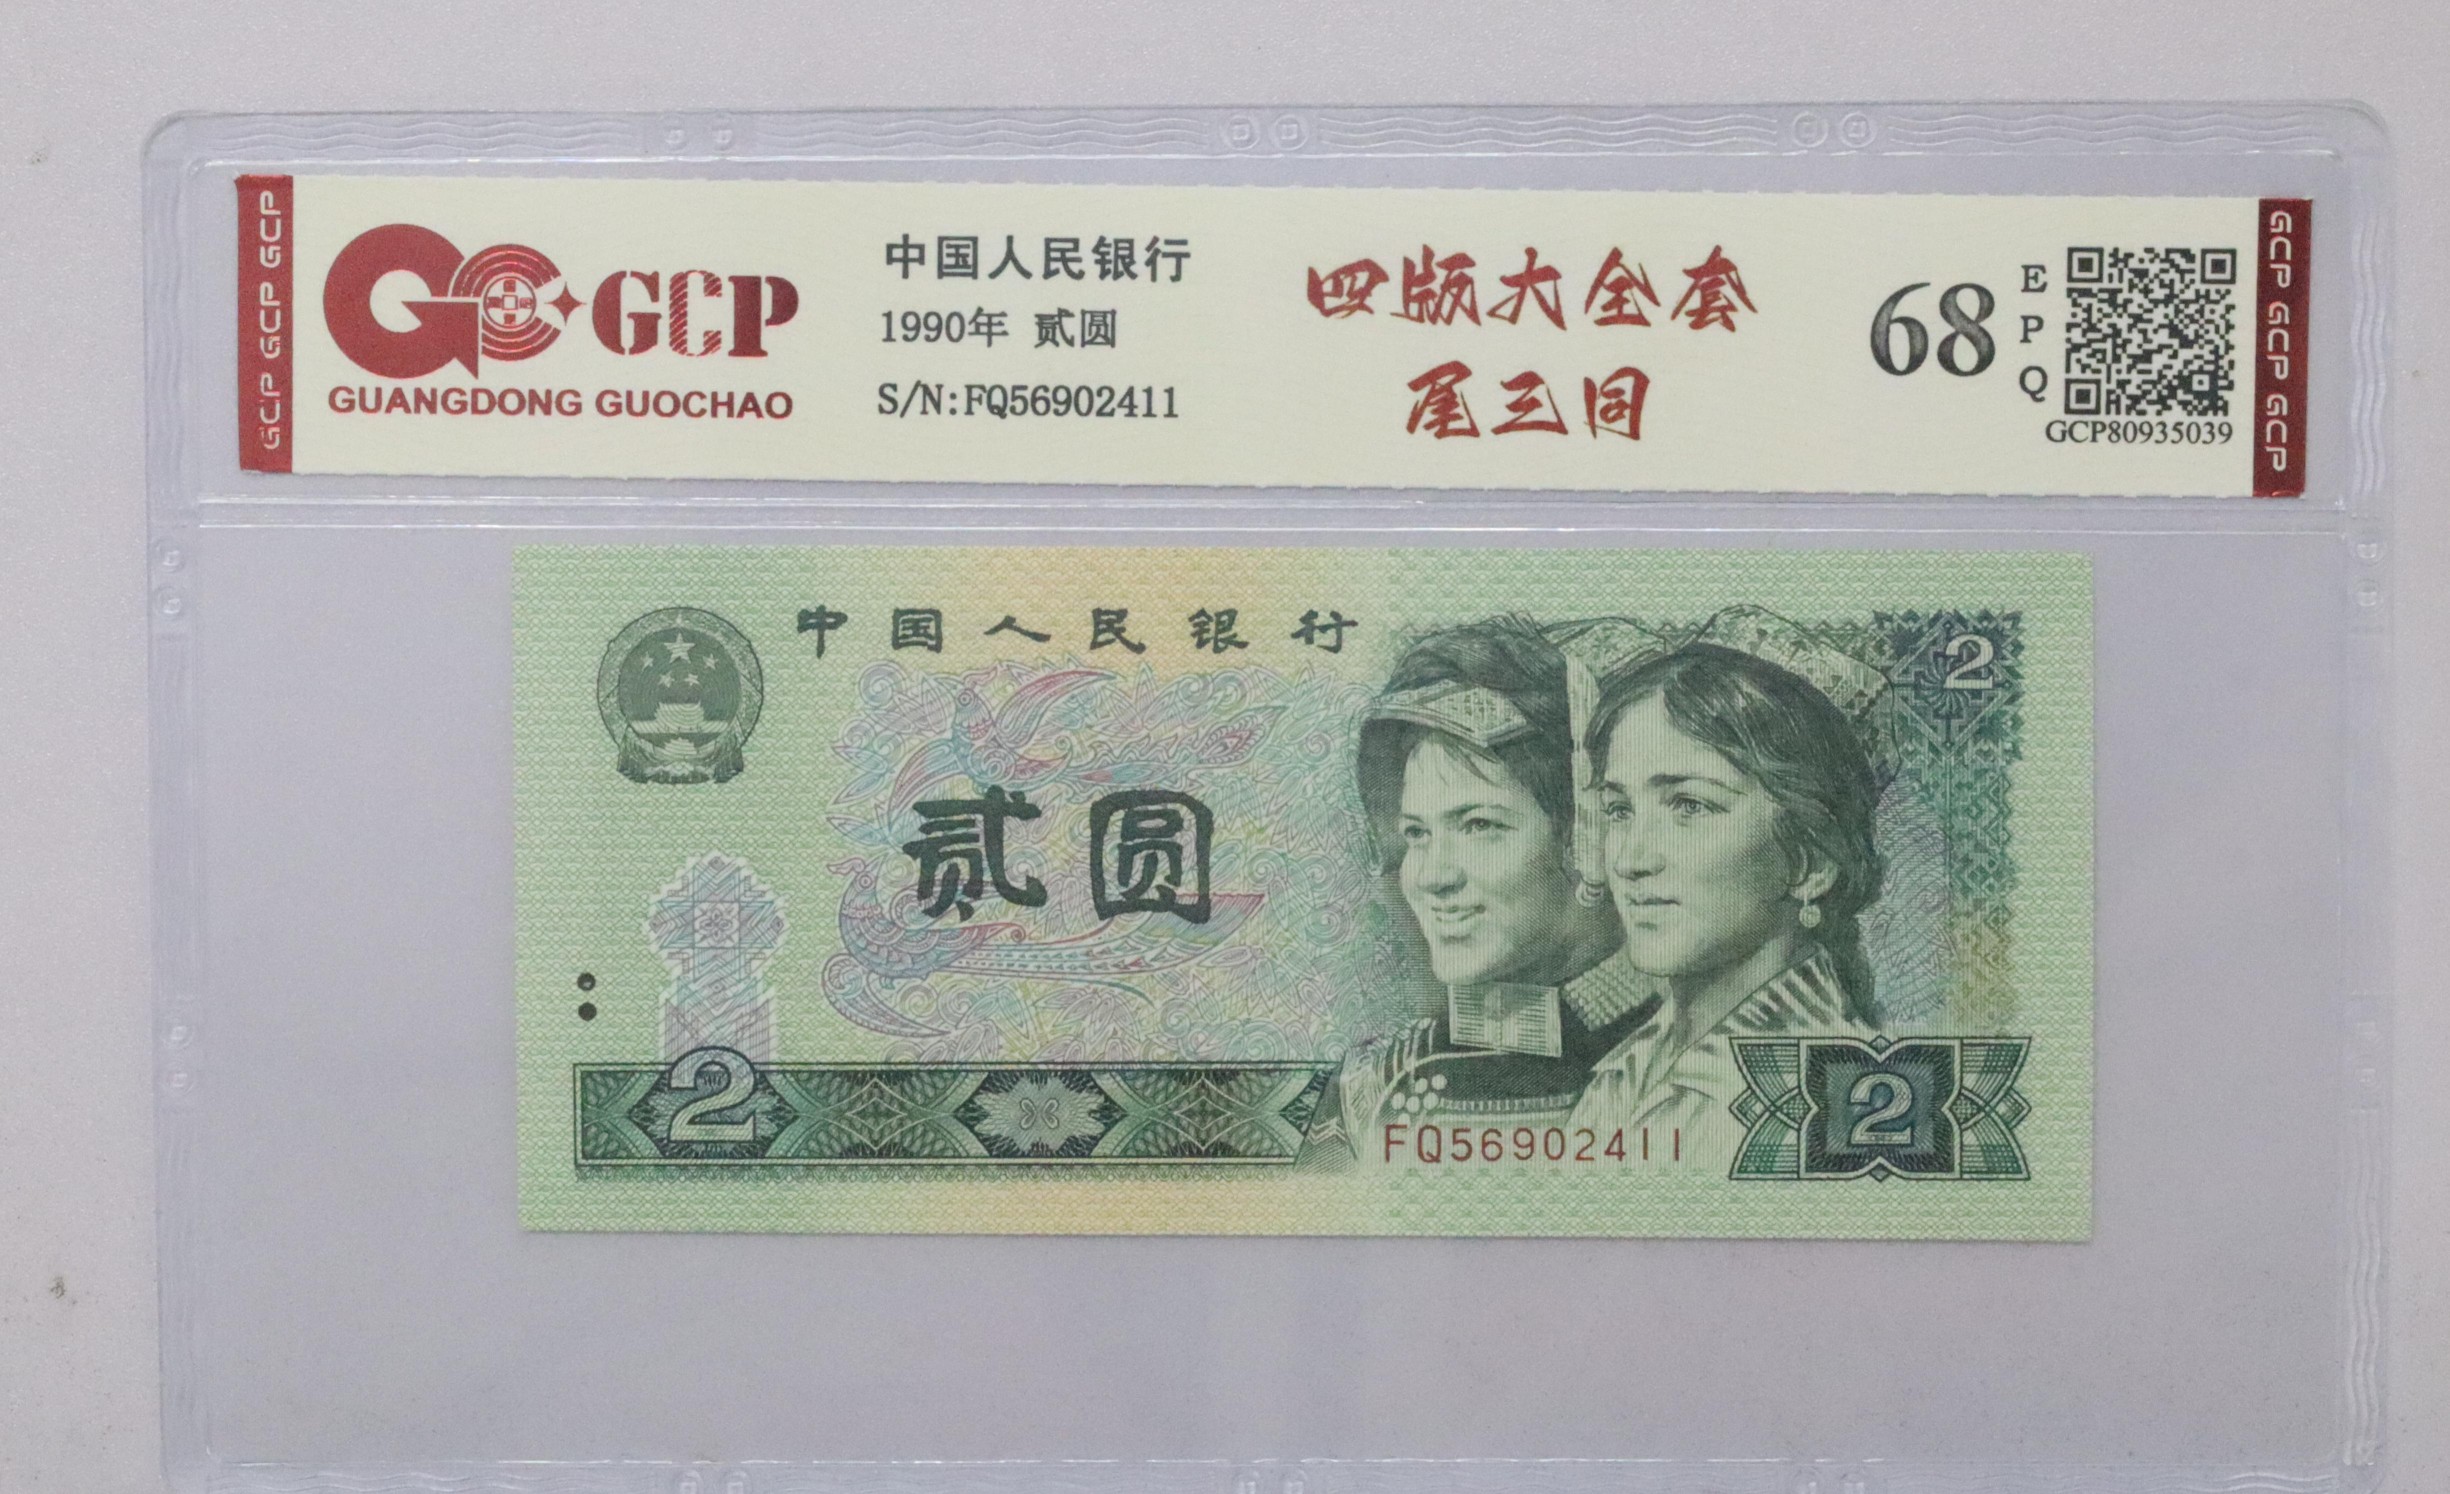 GCP GCP GCP
GCP
GUANGDONG GUOCHAO
中国人民银行
1990年 贰圆
S/N:FQ56902411
四版大全套
尾三同
68
E
P
Q
GCP80935039
GCP GCP GCP
中国人民银行
2
贰圆
2
FQ56902411
2